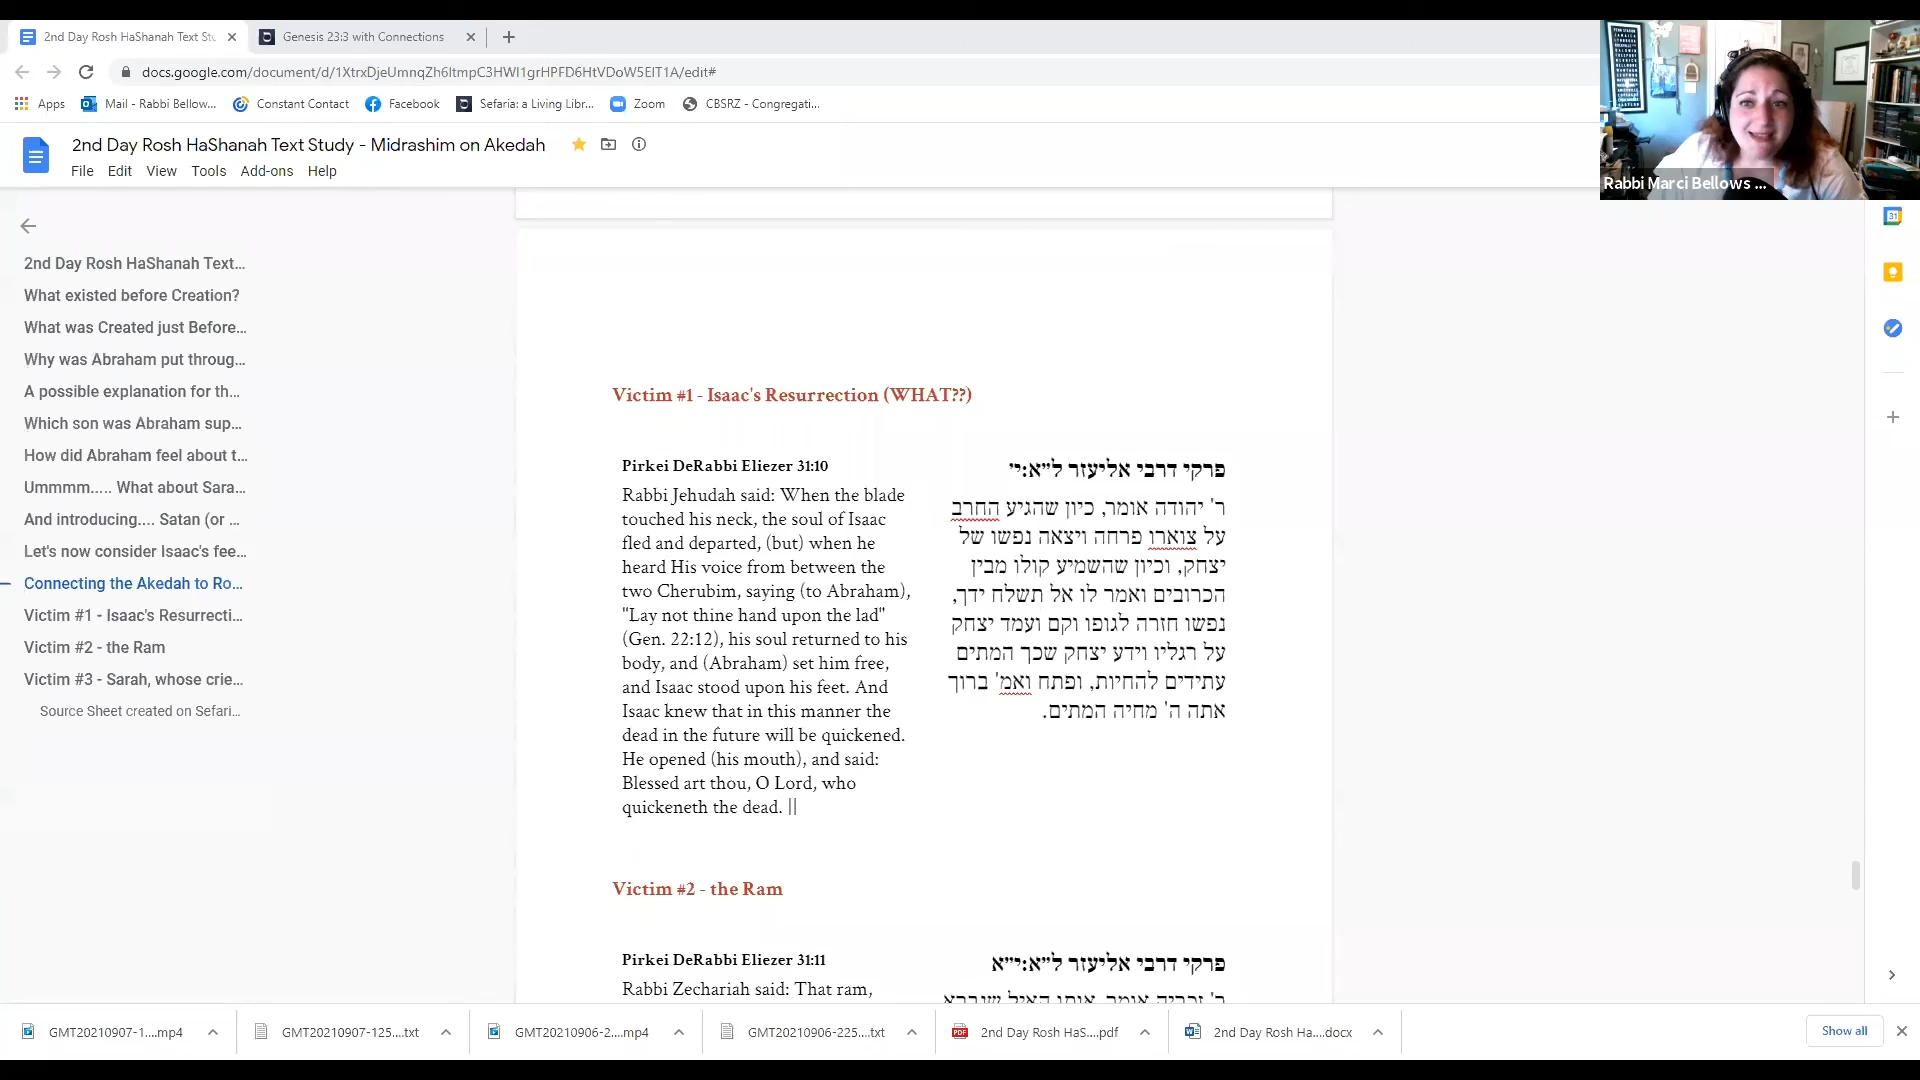 2nd Day Rosh HaShanah Text Stu
Genesis 23:3 with Connections
docs.google.com/document/d/1XtrxDjeUmnqZh6ltmpC3HWl1grHPFD6HtVDoW5EIT1A/edit#
Apps
Mail - Rabbi Bellow...
Constant Contact
Facebook
Sefaria: a Living Libr...
Zoom
CBSRZ - Congregati...
2nd Day Rosh HaShanah Text Study - Midrashim on Akedah
File Edit View Tools Add-ons Help
Rabbi Marci Bellows ...
31
2nd Day Rosh HaShanah Text...
What existed before Creation?
What was Created just Before...
Why was Abraham put throug...
A possible explanation for th...
Which son was Abraham sup...
How did Abraham feel about t...
Ummmm..... What about Sara...
And introducing.... Satan (or ...
Let's now consider Isaac's fee...
Connecting the Akedah to Ro...
Victim #1 - Isaac's Resurrecti...
Victim #2 - the Ram
Victim #3 - Sarah, whose crie...
Source Sheet created on Sefari...
Victim #1 - Isaac's Resurrection (WHAT??)
Pirkei DeRabbi Eliezer 31:10
Rabbi Jehudah said: When the blade
touched his neck, the soul of Isaac
fled and departed, (but) when he
heard His voice from between the
two Cherubim, saying (to Abraham),
"Lay not thine hand upon the lad"
(Gen. 22:12), his soul returned to his
body, and (Abraham) set him free,
and Isaac stood upon his feet. And
Isaac knew that in this manner the
dead in the future will be quickened.
He opened (his mouth), and said:
Blessed art thou, O Lord, who
quickeneth the dead. ||
פרקי דרבי אליעזר ל״א:י׳
ר' יהודה אומר, כיון שהגיע החרב
על צוארו פרחה ויצאה נפשו של
יצחק, וכיון שהשמיע קולו מבין
הכרובים ואמר לו אל תשלח ידך,
נפשו חזרה לגופו וקם ועמד יצחק
על רגליו וידע יצחק שכך המתים
עתידים להחיות, ופתח ואמ' ברוך
אתה ה' מחיה המתים.
Victim #2 - the Ram
Pirkei DeRabbi Eliezer 31:11
Rabbi Zechariah said: That ram,
פרקי דרבי אליעזר ל״א:י״א
ר' זכריה אומר, אותו האיל שנברא
GMT20210907-1....mp4
GMT20210907-125....txt
GMT20210906-2....mp4
GMT20210906-225....txt
2nd Day Rosh HaS....pdf
2nd Day Rosh Ha....docx
Show all